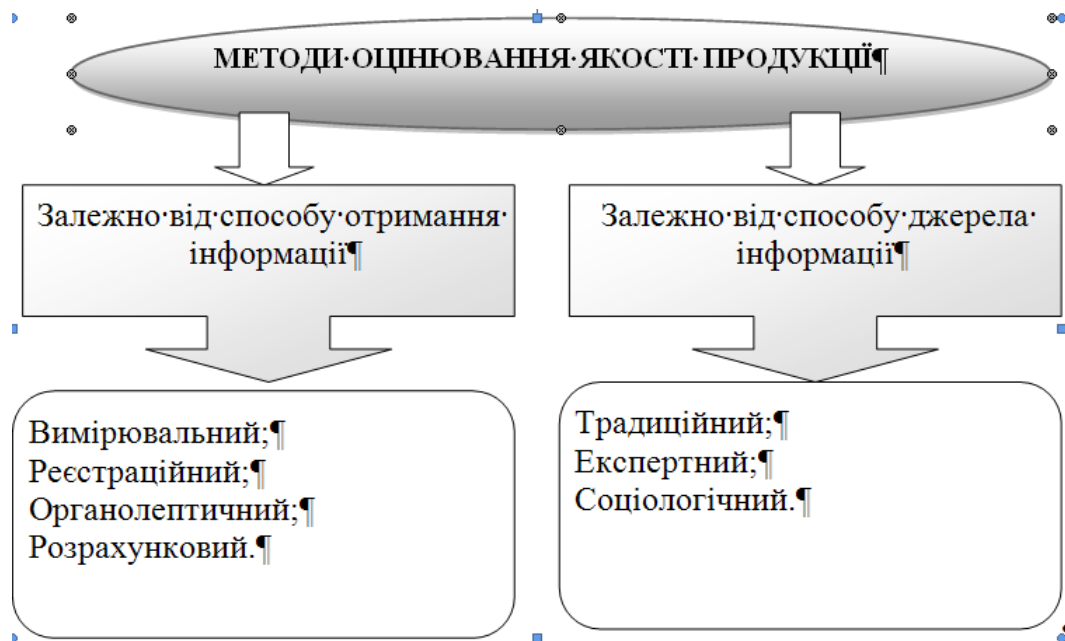 МЕТОДИ·ОЦІНЮВАННЯ·ЯКОСТІ·ПРОДУКЦІЇ¶
Залежно·від·способу·отримання·
інформації¶
Вимірювальний;¶
Реєстраційний;¶
Органолептичний;¶
Розрахунковий.¶
Залежно·від·способу·джерела·
інформації¶
Традиційний;¶
Експертний;¶
Соціологічний.¶